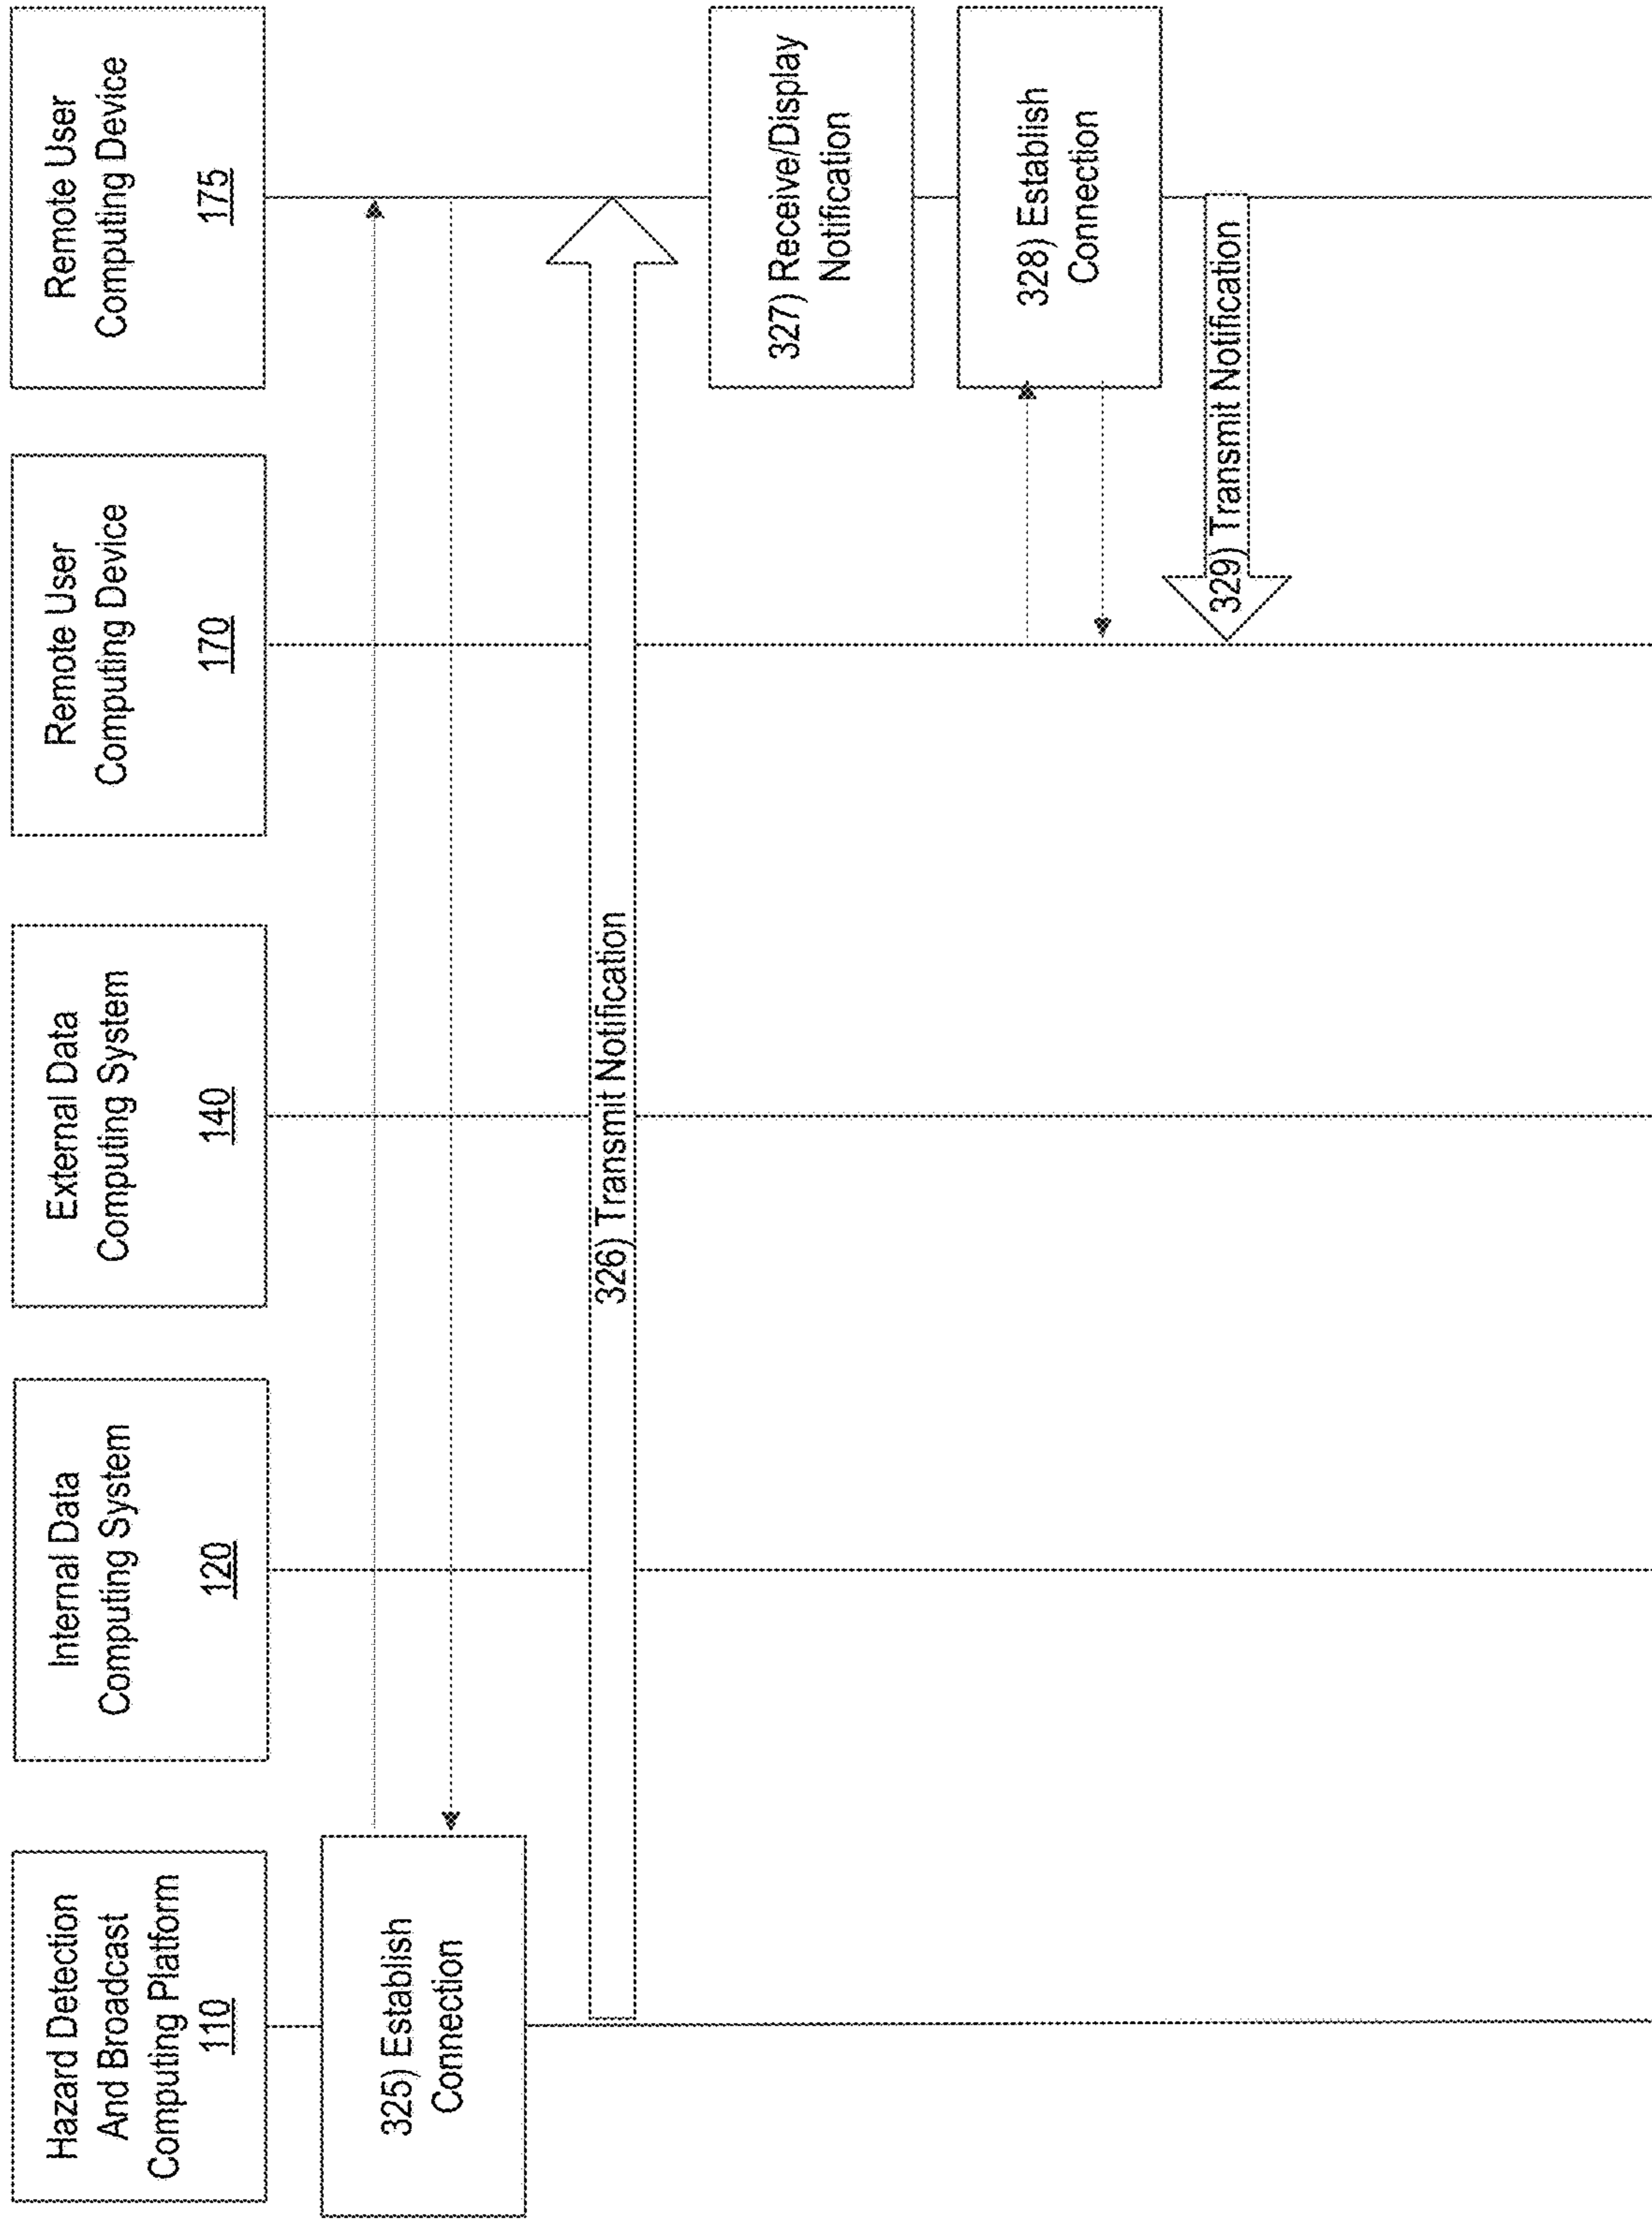 Hazard Detection
And Broadcast
Computing Platform
110
Internal Data
Computing System
120
External Data
Computing System
140
Remote User
Computing Device
170
Remote User
Computing Device
175
325) Establish
Connection
326) Transmit Notification
327) Receive/Display
Notification
328) Establish
Connection
329) Transmit Notification